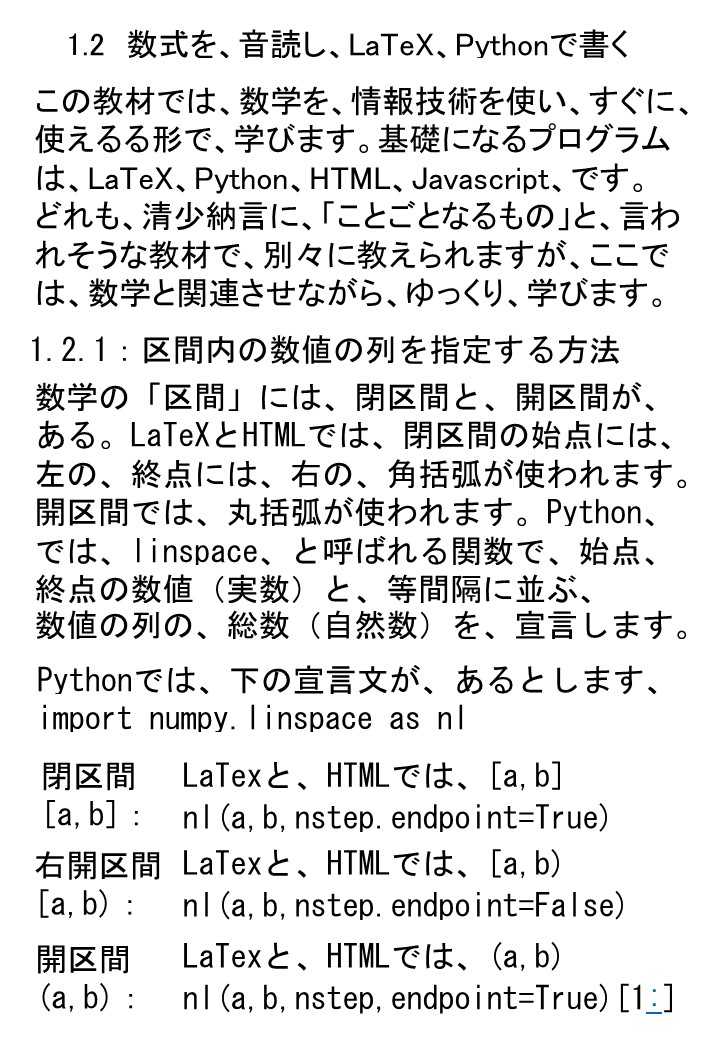 1.2 数式を、音読し、LaTeX、Pythonで書く
この教材では、数学を、情報技術を使い、すぐに、
使えるる形で、学びます。基礎になるプログラム
は、LaTeX、Python、HTML、Javascript、です。
どれも、清少納言に、「ことごとなるもの」と、言わ
れそうな教材で、別々に教えられますが、ここで
は、数学と関連させながら、ゆっくり、学びます。
1.2.1：区間内の数値の列を指定する方法
数学の「区間」には、閉区間と、開区間が、
ある。LaTeXとHTMLでは、閉区間の始点には、
左の、終点には、右の、角括弧が使われます。
開区間では、丸括弧が使われます。Python、
では、linspace、と呼ばれる関数で、始点、
終点の数値（実数）と、等間隔に並ぶ、
数値の列の、総数（自然数）を、宣言します。
Pythonでは、下の宣言文が、あるとします、
import numpy.linspace as nl
閉区間 LaTexと、HTMLでは、[a,b]
[a,b]： nl(a,b,nstep.endpoint=True)
右開区間 LaTexと、HTMLでは、[a,b)
[a,b)： nl(a,b,nstep.endpoint=False)
開区間 LaTexと、HTMLでは、(a,b)
(a,b)： nl(a,b,nstep,endpoint=True)[1:]